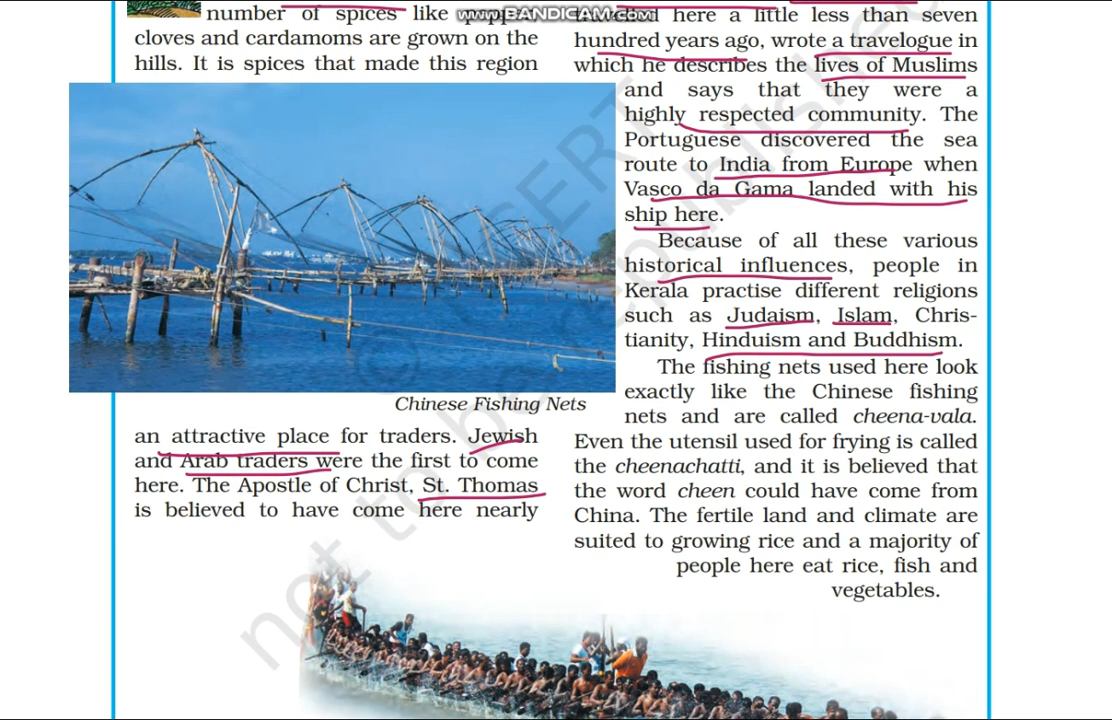 number of spices like peppe
cloves and cardamoms are grown on the
hills. It is spices that made this region
Chinese Fishing Nets
an attractive place for traders. Jewish
and Arab traders were the first to come
here. The Apostle of Christ, St. Thomas
is believed to have come here nearly
www.BANDICAM.com
travelled here a little less than seven
hundred years ago, wrote a travelogue in
which he describes the lives of Muslims
and says that they were a
highly respected community. The
Portuguese discovered the sea
route to India from Europe when
Vasco da Gama landed with his
ship here.
Because of all these various
historical influences, people in
Kerala practise different religions
such as Judaism, Islam, Chris-
tianity, Hinduism and Buddhism.
The fishing nets used here look
exactly like the Chinese fishing
nets and are called cheena-vala.
Even the utensil used for frying is called
the cheenachatti, and it is believed that
the word cheen could have come from
China. The fertile land and climate are
suited to growing rice and a majority of
people here eat rice, fish and
vegetables.
not to be republished